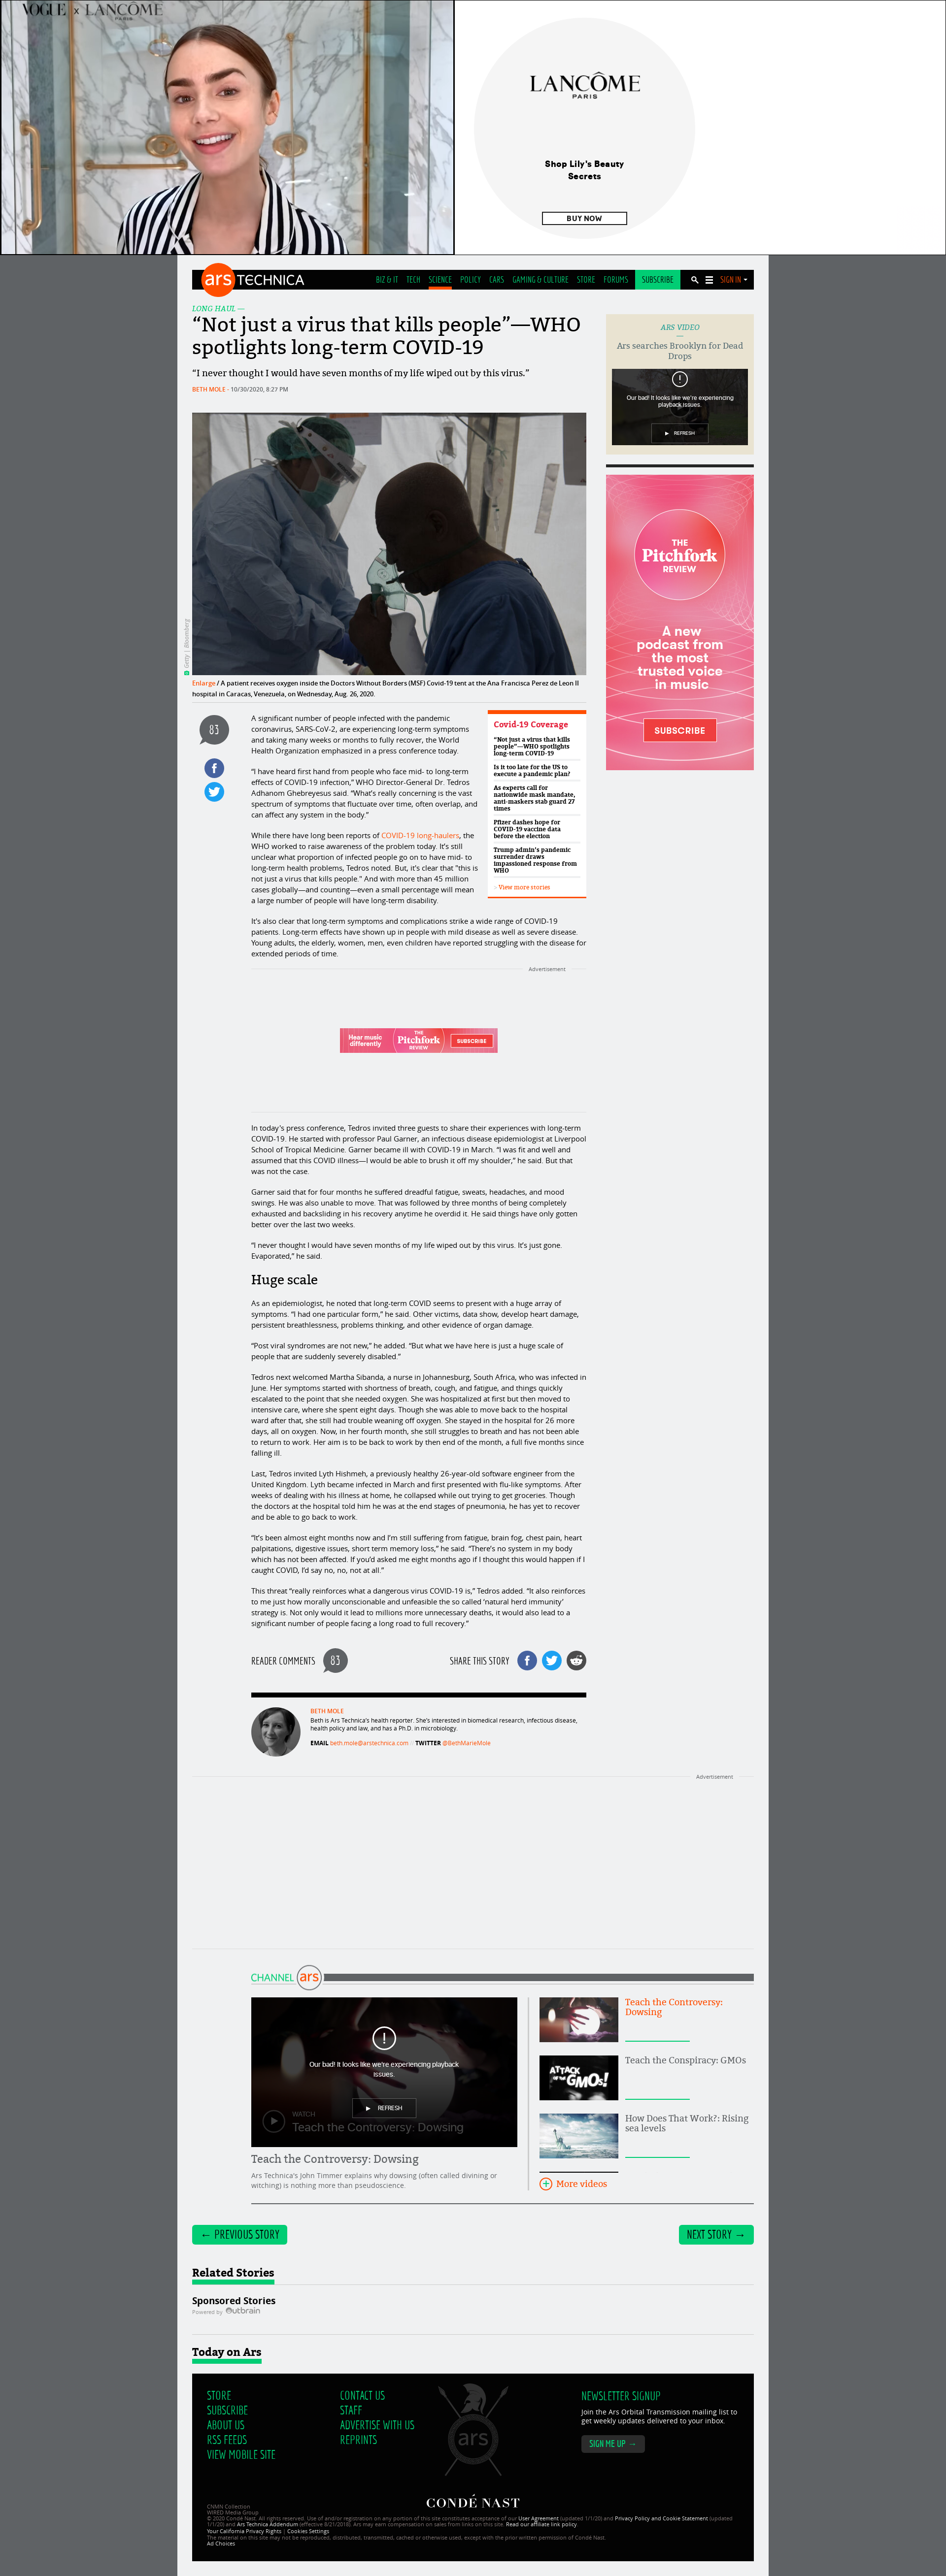 VOGUE x LANCÔME
PARIS
LANCÔME
PARIS
Shop Lily's Beauty
Secrets
BUY NOW
ars TECHNICA
BIZ & IT TECH SCIENCE POLICY CARS GAMING & CULTURE STORE FORUMS SUBSCRIBE SIGN IN
LONG HAUL —
“Not just a virus that kills people”—WHO
spotlights long-term COVID-19
“I never thought I would have seven months of my life wiped out by this virus.”
BETH MOLE - 10/30/2020, 8:27 PM
ARS VIDEO
Ars searches Brooklyn for Dead
Drops
Our bad! It looks like we're experiencing
playback issues.
REFRESH
THE
Pitchfork
REVIEW
A new
podcast from
the most
trusted voice
in music
SUBSCRIBE
Getty | Bloomberg
Enlarge / A patient receives oxygen inside the Doctors Without Borders (MSF) Covid-19 tent at the Ana Francisca Perez de Leon II
hospital in Caracas, Venezuela, on Wednesday, Aug. 26, 2020.
83
A significant number of people infected with the pandemic
coronavirus, SARS-CoV-2, are experiencing long-term symptoms
and taking many weeks or months to fully recover, the World
Health Organization emphasized in a press conference today.
“I have heard first hand from people who face mid- to long-term
effects of COVID-19 infection,” WHO Director-General Dr. Tedros
Adhanom Ghebreyesus said. “What’s really concerning is the vast
spectrum of symptoms that fluctuate over time, often overlap, and
can affect any system in the body.”
While there have long been reports of COVID-19 long-haulers, the
WHO worked to raise awareness of the problem today. It’s still
unclear what proportion of infected people go on to have mid- to
long-term health problems, Tedros noted. But, it’s clear that "this is
not just a virus that kills people." And with more than 45 million
cases globally—and counting—even a small percentage will mean
a large number of people will have long-term disability.
Covid-19 Coverage
“Not just a virus that kills
people”—WHO spotlights
long-term COVID-19
Is it too late for the US to
execute a pandemic plan?
As experts call for
nationwide mask mandate,
anti-maskers stab guard 27
times
Pfizer dashes hope for
COVID-19 vaccine data
before the election
Trump admin’s pandemic
surrender draws
impassioned response from
WHO
> View more stories
It's also clear that long-term symptoms and complications strike a wide range of COVID-19
patients. Long-term effects have shown up in people with mild disease as well as severe disease.
Young adults, the elderly, women, men, even children have reported struggling with the disease for
extended periods of time.
Advertisement
Hear music
differently
THE
Pitchfork
REVIEW
SUBSCRIBE
In today’s press conference, Tedros invited three guests to share their experiences with long-term
COVID-19. He started with professor Paul Garner, an infectious disease epidemiologist at Liverpool
School of Tropical Medicine. Garner became ill with COVID-19 in March. “I was fit and well and
assumed that this COVID illness—I would be able to brush it off my shoulder,” he said. But that
was not the case.
Garner said that for four months he suffered dreadful fatigue, sweats, headaches, and mood
swings. He was also unable to move. That was followed by three months of being completely
exhausted and backsliding in his recovery anytime he overdid it. He said things have only gotten
better over the last two weeks.
“I never thought I would have seven months of my life wiped out by this virus. It’s just gone.
Evaporated,” he said.
Huge scale
As an epidemiologist, he noted that long-term COVID seems to present with a huge array of
symptoms. “I had one particular form,” he said. Other victims, data show, develop heart damage,
persistent breathlessness, problems thinking, and other evidence of organ damage.
“Post viral syndromes are not new,” he added. “But what we have here is just a huge scale of
people that are suddenly severely disabled.”
Tedros next welcomed Martha Sibanda, a nurse in Johannesburg, South Africa, who was infected in
June. Her symptoms started with shortness of breath, cough, and fatigue, and things quickly
escalated to the point that she needed oxygen. She was hospitalized at first but then moved to
intensive care, where she spent eight days. Though she was able to move back to the hospital
ward after that, she still had trouble weaning off oxygen. She stayed in the hospital for 26 more
days, all on oxygen. Now, in her fourth month, she still struggles to breath and has not been able
to return to work. Her aim is to be back to work by then end of the month, a full five months since
falling ill.
Last, Tedros invited Lyth Hishmeh, a previously healthy 26-year-old software engineer from the
United Kingdom. Lyth became infected in March and first presented with flu-like symptoms. After
weeks of dealing with his illness at home, he collapsed while out trying to get groceries. Though
the doctors at the hospital told him he was at the end stages of pneumonia, he has yet to recover
and be able to go back to work.
“It’s been almost eight months now and I’m still suffering from fatigue, brain fog, chest pain, heart
palpitations, digestive issues, short term memory loss,” he said. “There’s no system in my body
which has not been affected. If you’d asked me eight months ago if I thought this would happen if I
caught COVID, I’d say no, no, not at all.”
This threat “really reinforces what a dangerous virus COVID-19 is,” Tedros added. “It also reinforces
to me just how morally unconscionable and unfeasible the so called ‘natural herd immunity’
strategy is. Not only would it lead to millions more unnecessary deaths, it would also lead to a
significant number of people facing a long road to full recovery.”
READER COMMENTS 83 SHARE THIS STORY
BETH MOLE
Beth is Ars Technica’s health reporter. She’s interested in biomedical research, infectious disease,
health policy and law, and has a Ph.D. in microbiology.
EMAIL beth.mole@arstechnica.com // TWITTER @BethMarieMole
Advertisement
CHANNEL ars
Our bad! It looks like we're experiencing playback
issues.
REFRESH
WATCH
Teach the Controversy: Dowsing
Teach the Controversy: Dowsing
Ars Technica's John Timmer explains why dowsing (often called divining or
witching) is nothing more than pseudoscience.
Teach the Controversy:
Dowsing
ATTACK OF THE GMOs!
Teach the Conspiracy: GMOs
How Does That Work?: Rising
sea levels
More videos
← PREVIOUS STORY
NEXT STORY →
Related Stories
Sponsored Stories
Powered by Outbrain
Today on Ars
STORE
SUBSCRIBE
ABOUT US
RSS FEEDS
VIEW MOBILE SITE
CONTACT US
STAFF
ADVERTISE WITH US
REPRINTS
ars
NEWSLETTER SIGNUP
Join the Ars Orbital Transmission mailing list to
get weekly updates delivered to your inbox.
SIGN ME UP →
CONDÉ NAST
CNMN Collection
WIRED Media Group
© 2020 Condé Nast. All rights reserved. Use of and/or registration on any portion of this site constitutes acceptance of our User Agreement (updated 1/1/20) and Privacy Policy and Cookie Statement (updated
1/1/20) and Ars Technica Addendum (effective 8/21/2018). Ars may earn compensation on sales from links on this site. Read our affiliate link policy.
Your California Privacy Rights | Cookies Settings
The material on this site may not be reproduced, distributed, transmitted, cached or otherwise used, except with the prior written permission of Condé Nast.
Ad Choices